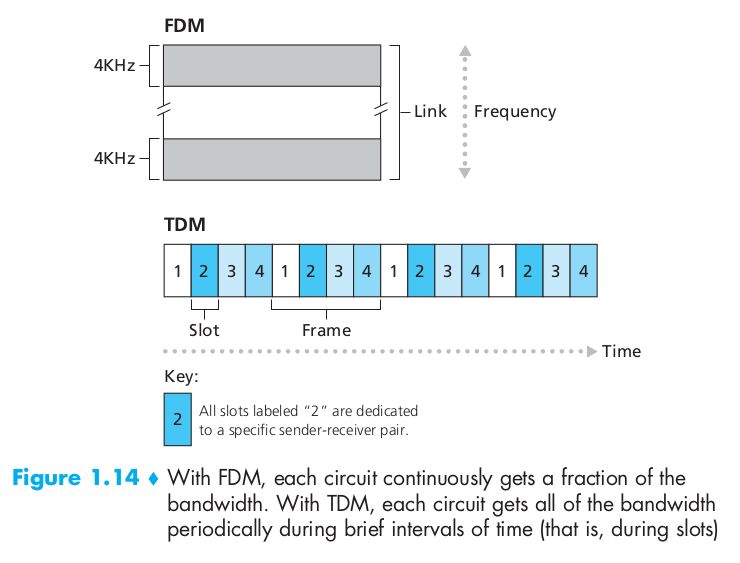 FDM
4KHz
Link
Frequency
4KHz
TDM
1 2 3 4 1 2 3 4 1 2 3 4 1 2 3 4
Slot
Frame
Time
Key:
2
All slots labeled “2” are dedicated
to a specific sender-receiver pair.
Figure 1.14 ♦ With FDM, each circuit continuously gets a fraction of the
bandwidth. With TDM, each circuit gets all of the bandwidth
periodically during brief intervals of time (that is, during slots)